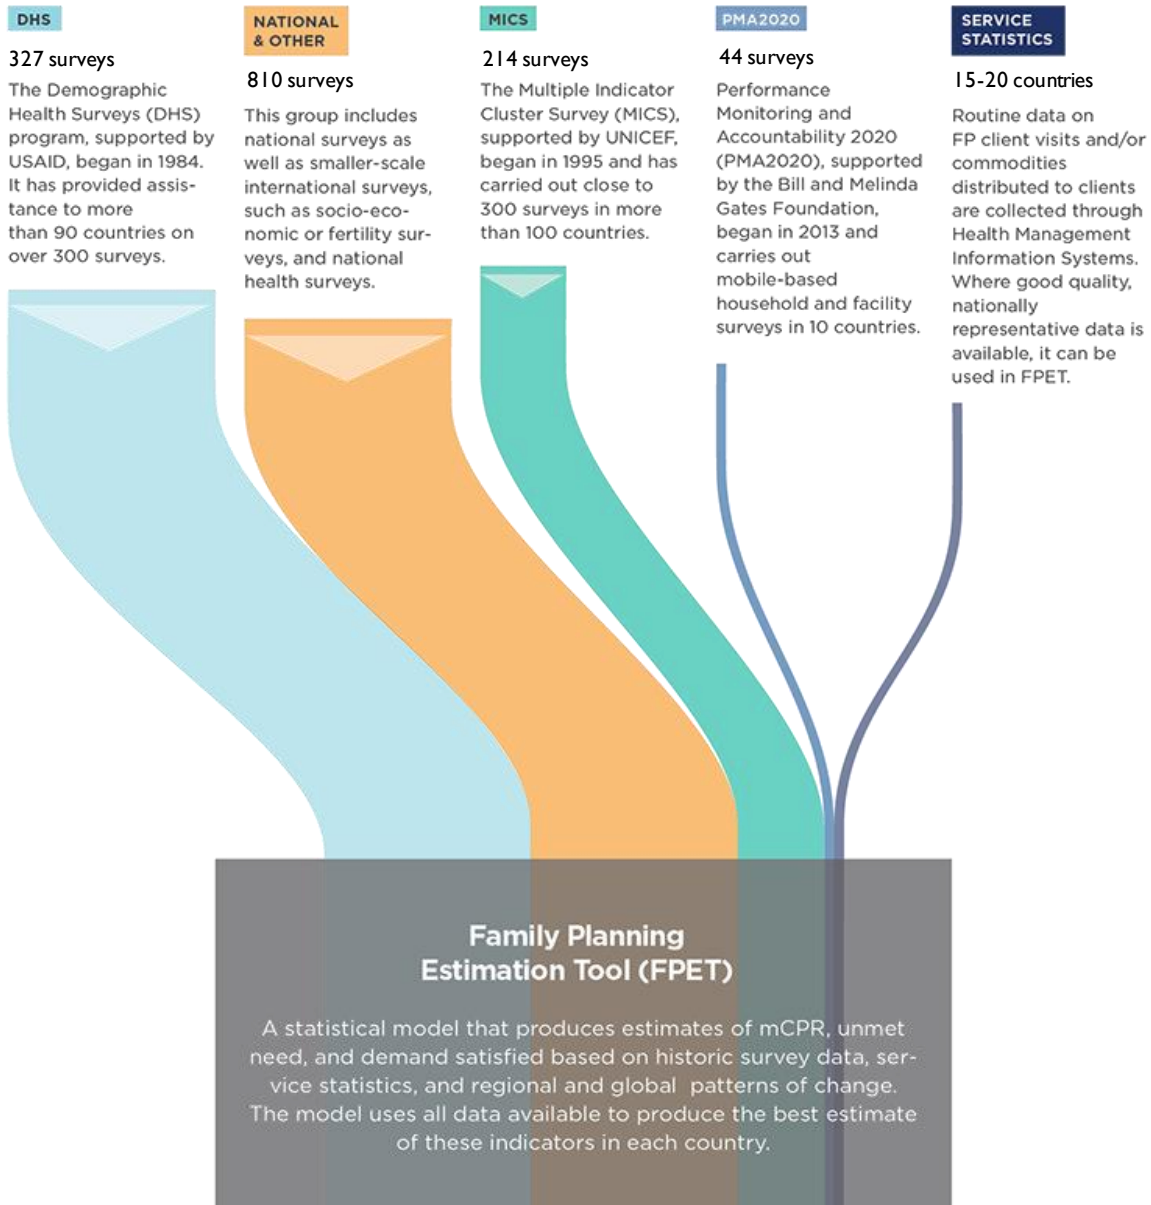 DHS
327 surveys
The Demographic
Health Surveys (DHS)
program, supported by
USAID, began in 1984.
It has provided assis-
tance to more
than 90 countries on
over 300 surveys.
NATIONAL
& OTHER
810 surveys
This group includes
national surveys as
well as smaller-scale
international surveys,
such as socio-eco-
nomic or fertility sur-
veys, and national
health surveys.
MICS
214 surveys
The Multiple Indicator
Cluster Survey (MICS),
supported by UNICEF,
began in 1995 and has
carried out close to
300 surveys in more
than 100 countries.
PMA2020
44 surveys
Performance
Monitoring and
Accountability 2020
(PMA2020), supported
by the Bill and Melinda
Gates Foundation,
began in 2013 and
carries out
mobile-based
household and facility
surveys in 10 countries.
SERVICE
STATISTICS
15-20 countries
Routine data on
FP client visits and/or
commodities
distributed to clients
are collected through
Health Management
Information Systems.
Where good quality,
nationally
representative data is
available, it can be
used in FPET.
Family Planning
Estimation Tool (FPET)
A statistical model that produces estimates of mCPR, unmet
need, and demand satisfied based on historic survey data, ser-
vice statistics, and regional and global patterns of change.
The model uses all data available to produce the best estimate
of these indicators in each country.